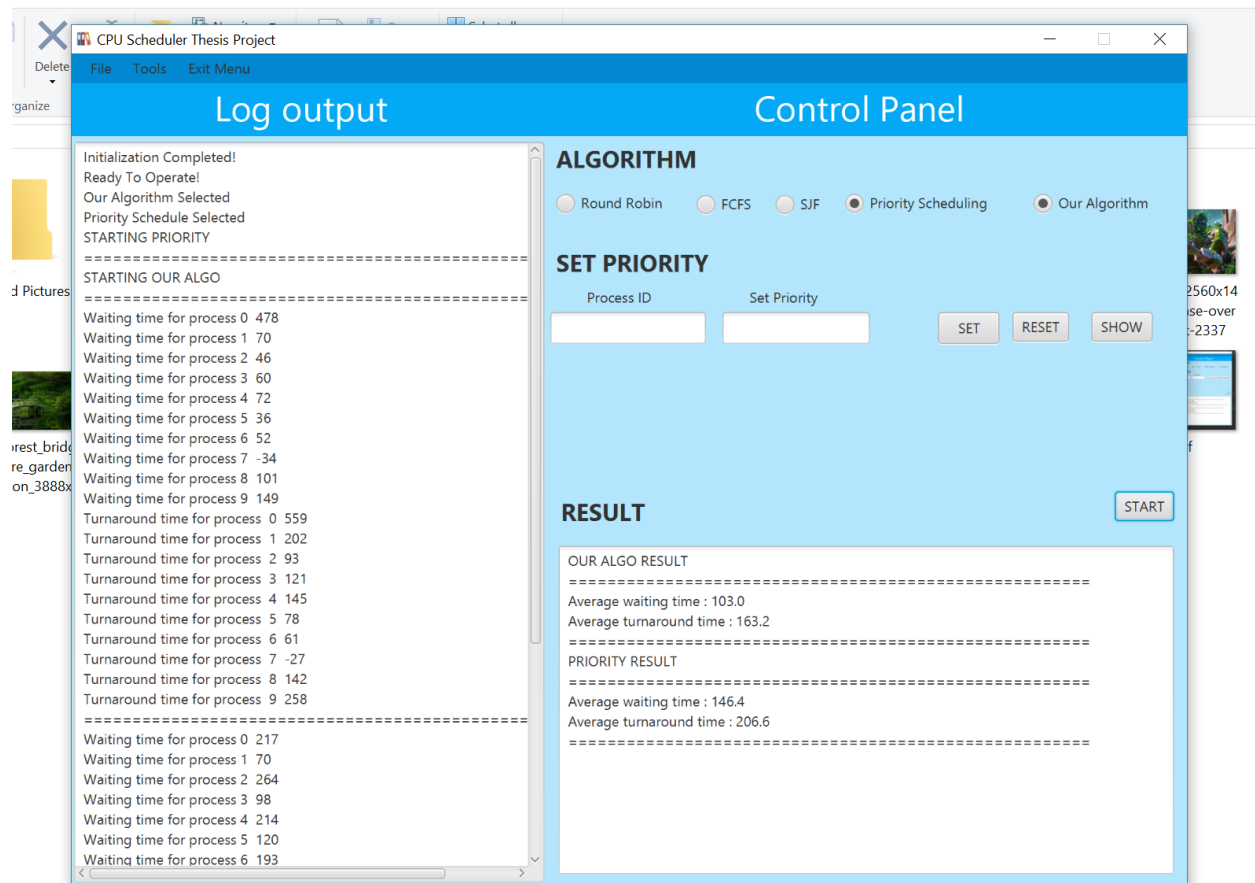 Delete
rganize
d Pictures
orest_bridg
re_garden
on_3888x
2560x14
ase-over
-2337
f
CPU Scheduler Thesis Project
File Tools Exit Menu
Log output
Initialization Completed!
Ready To Operate!
Our Algorithm Selected
Priority Schedule Selected
STARTING PRIORITY
==============================================
STARTING OUR ALGO
==============================================
Waiting time for process 0 478
Waiting time for process 1 70
Waiting time for process 2 46
Waiting time for process 3 60
Waiting time for process 4 72
Waiting time for process 5 36
Waiting time for process 6 52
Waiting time for process 7 -34
Waiting time for process 8 101
Waiting time for process 9 149
Turnaround time for process 0 559
Turnaround time for process 1 202
Turnaround time for process 2 93
Turnaround time for process 3 121
Turnaround time for process 4 145
Turnaround time for process 5 78
Turnaround time for process 6 61
Turnaround time for process 7 -27
Turnaround time for process 8 142
Turnaround time for process 9 258
==============================================
Waiting time for process 0 217
Waiting time for process 1 70
Waiting time for process 2 264
Waiting time for process 3 98
Waiting time for process 4 214
Waiting time for process 5 120
Waiting time for process 6 193
Control Panel
ALGORITHM
Round Robin FCFS SJF Priority Scheduling Our Algorithm
SET PRIORITY
Process ID Set Priority
SET RESET SHOW
START
RESULT
OUR ALGO RESULT
======================================================
Average waiting time : 103.0
Average turnaround time : 163.2
======================================================
PRIORITY RESULT
======================================================
Average waiting time : 146.4
Average turnaround time : 206.6
======================================================